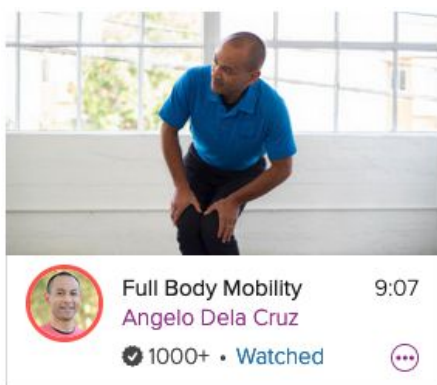 Full Body Mobility 9:07
Angelo Dela Cruz
1000+ • Watched